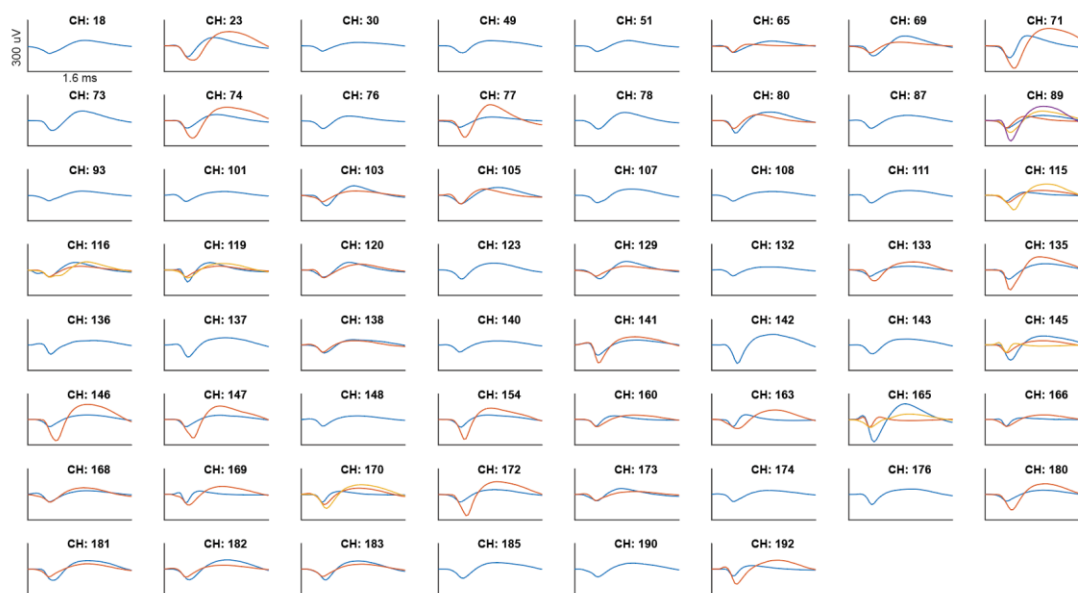 CH: 18 CH: 23 CH: 30 CH: 49 CH: 51 CH: 65 CH: 69 CH: 71
300 uV
1.6 ms
CH: 73 CH: 74 CH: 76 CH: 77 CH: 78 CH: 80 CH: 87 CH: 89
CH: 93 CH: 101 CH: 103 CH: 105 CH: 107 CH: 108 CH: 111 CH: 115
CH: 116 CH: 119 CH: 120 CH: 123 CH: 129 CH: 132 CH: 133 CH: 135
CH: 136 CH: 137 CH: 138 CH: 140 CH: 141 CH: 142 CH: 143 CH: 145
CH: 146 CH: 147 CH: 148 CH: 154 CH: 160 CH: 163 CH: 165 CH: 166
CH: 168 CH: 169 CH: 170 CH: 172 CH: 173 CH: 174 CH: 176 CH: 180
CH: 181 CH: 182 CH: 183 CH: 185 CH: 190 CH: 192